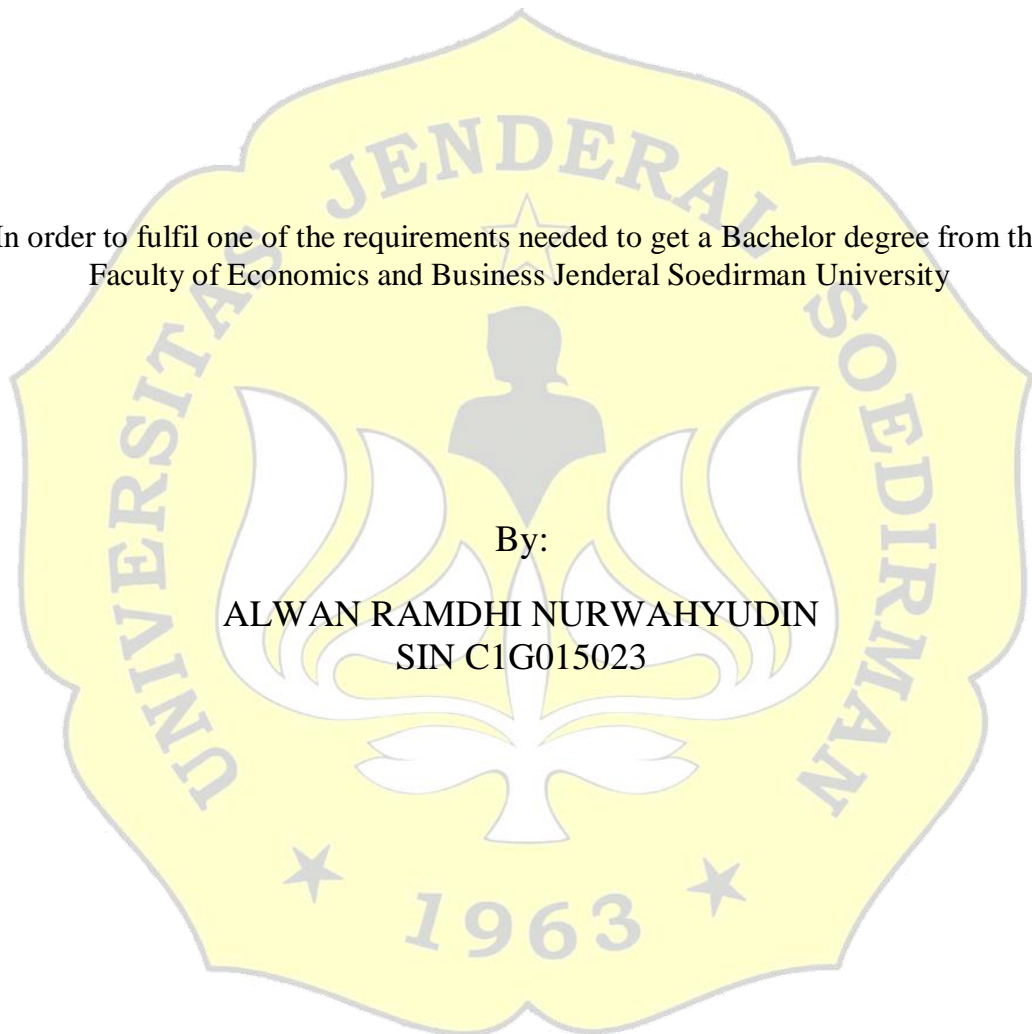 UNIVERSITAS JENDERAL SOEDIRMAN
In order to fulfil one of the requirements needed to get a Bachelor degree from th
Faculty of Economics and Business Jenderal Soedirman University
By:
ALWAN RAMDHI NURWAHYUDIN
SIN C1G015023
1963